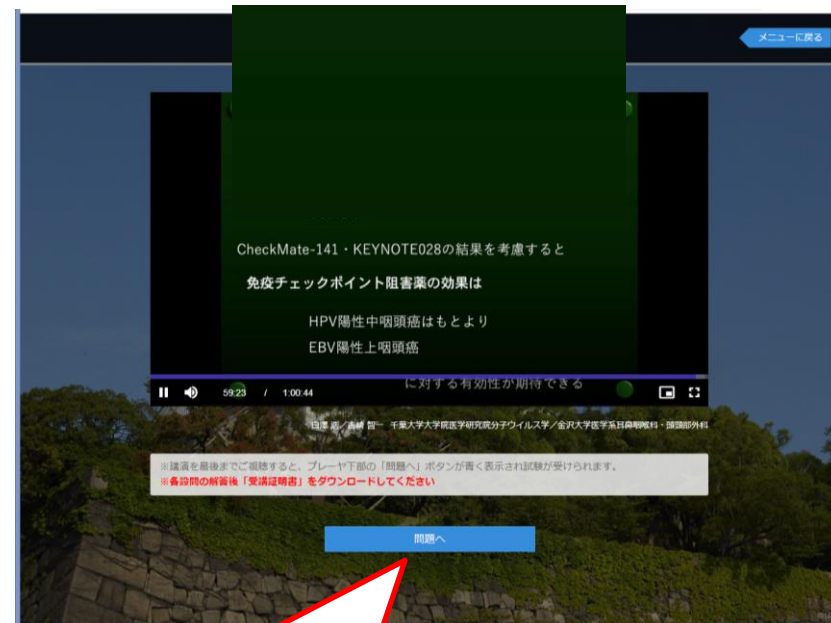 メニューに戻る
CheckMate-141・KEYNOTE028の結果を考慮すると
免疫チェックポイント阻害薬の効果は
HPV陽性中咽頭癌はもとより
EBV陽性上咽頭癌
に対する有効性が期待できる
59:23 / 1:00:44
千葉大学大学院医学研究院分子ウイルス学／金沢大学医学系耳鼻咽喉科・頭頸部外科
※講演を最後までご視聴すると、プレーヤ下部の「問題へ」ボタンが青く表示され試験が受けられます。
※各設問の解答後「受講証明書」をダウンロードしてください
問題へ